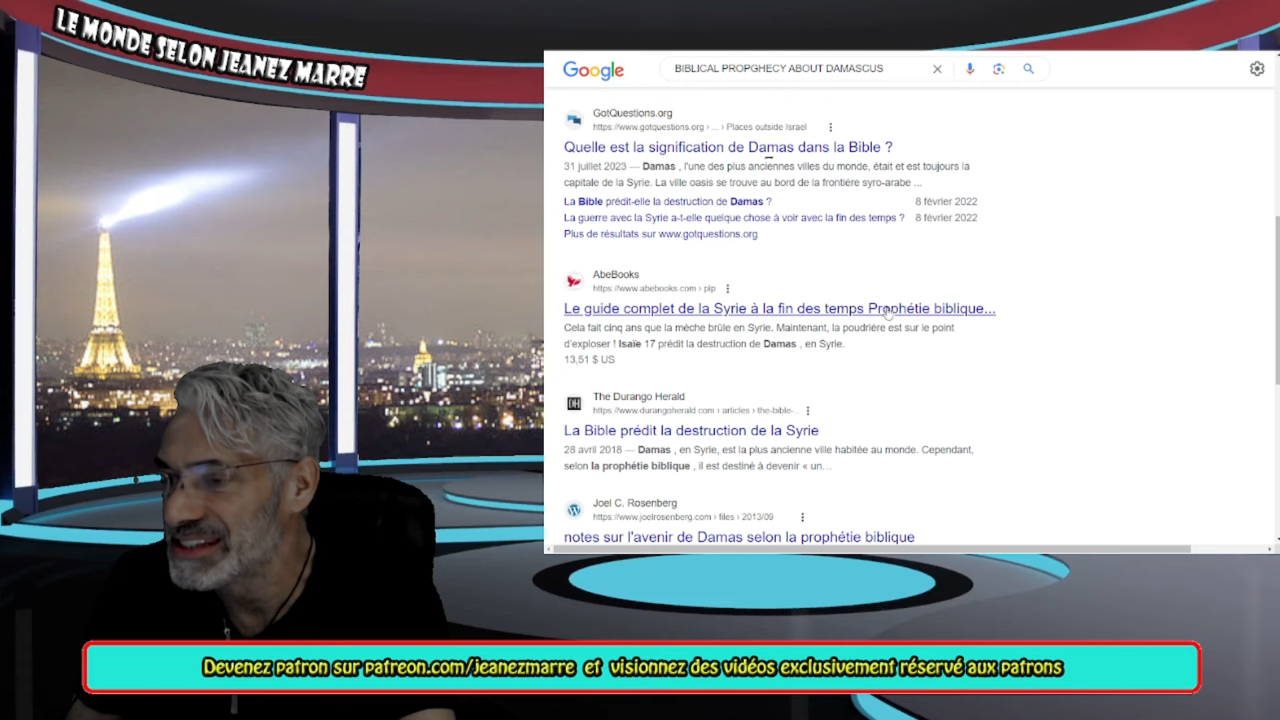 LE MONDE SELON JEANEZ MARRE
Google
BIBLICAL PROPGHECY ABOUT DAMASCUS
GotQuestions.org
https://www.gotquestions.org › ... › Places outside Israel
Quelle est la signification de Damas dans la Bible ?
31 juillet 2023 — Damas , l'une des plus anciennes villes du monde, était et est toujours la
capitale de la Syrie. La ville oasis se trouve au bord de la frontière syro-arabe ...
La Bible prédit-elle la destruction de Damas ? 8 février 2022
La guerre avec la Syrie a-t-elle quelque chose à voir avec la fin des temps ? 8 février 2022
Plus de résultats sur www.gotquestions.org
AbeBooks
https://www.abebooks.com › plp
Le guide complet de la Syrie à la fin des temps Prophétie biblique...
Cela fait cinq ans que la mèche brûle en Syrie. Maintenant, la poudrière est sur le point
d'exploser ! Isaïe 17 prédit la destruction de Damas , en Syrie.
13,51 $ US
DH
The Durango Herald
https://www.durangoherald.com › articles › the-bible-
La Bible prédit la destruction de la Syrie
28 avril 2018 — Damas , en Syrie, est la plus ancienne ville habitée au monde. Cependant,
selon la prophétie biblique , il est destiné à devenir « un...
Joel C. Rosenberg
https://www.joelrosenberg.com › files › 2013/09
notes sur l'avenir de Damas selon la prophétie biblique
Devenez patron sur patreon.com/jeanezmarre et visionnez des vidéos exclusivement réservé aux patrons